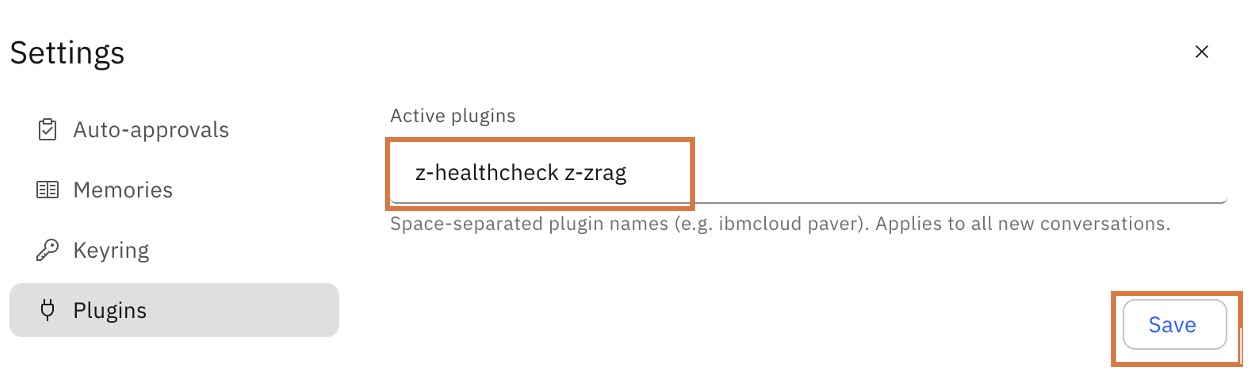 Settings
Auto-approvals
Memories
Keyring
Plugins
Active plugins
z-healthcheck z-zrag
Space-separated plugin names (e.g. ibmcloud paver). Applies to all new conversations.
Save